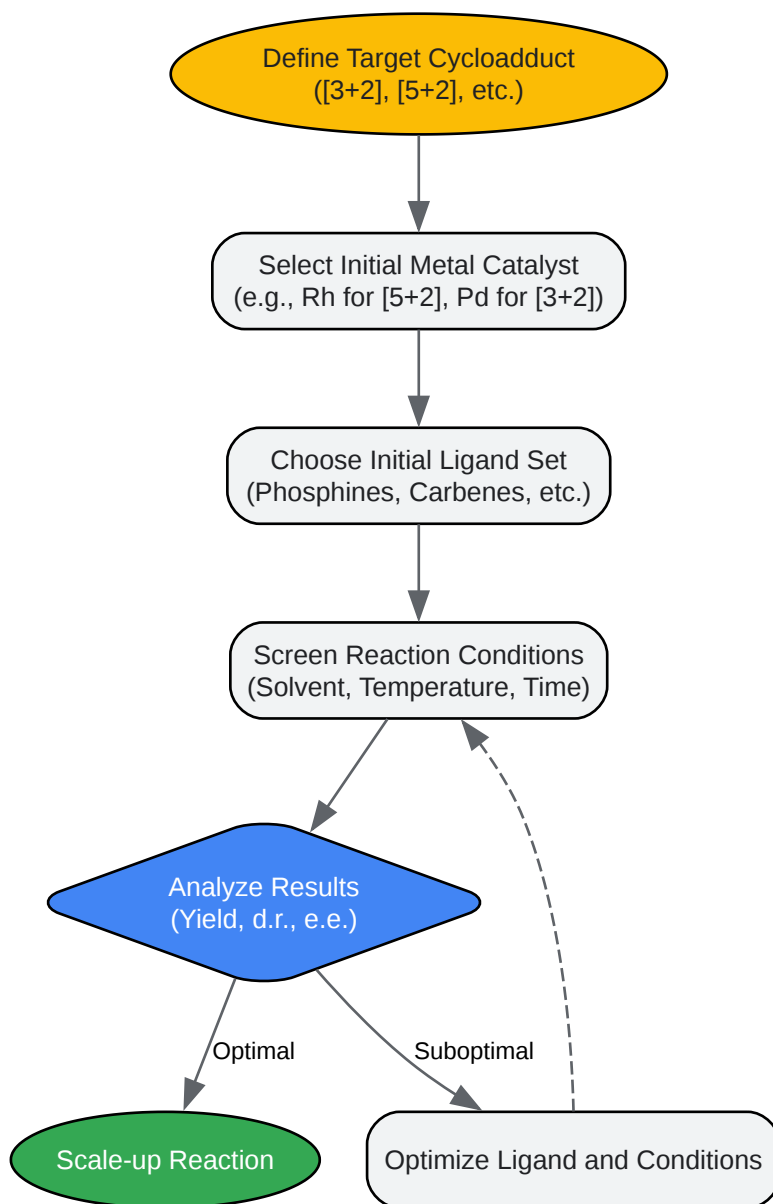 Define Target Cycloadduct
([3+2], [5+2], etc.)
Select Initial Metal Catalyst
(e.g., Rh for [5+2], Pd for [3+2])
Choose Initial Ligand Set
(Phosphines, Carbenes, etc.)
Screen Reaction Conditions
(Solvent, Temperature, Time)
Analyze Results
(Yield, d.r., e.e.)
Optimal
Suboptimal
Scale-up Reaction
Optimize Ligand and Conditions